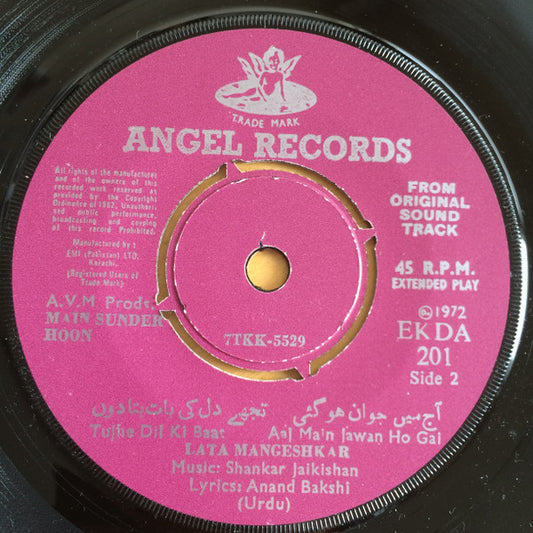 TRADE MARK
ANGEL RECORDS
All rights of the manufacturer
and of the owners of this
recorded work reserved as
provided by the Copyright
Ordinance of 1962. Unauthori-
sed public performance,
broadcasting and copying
of this record Prohibited.
Manufactured by :
EMI (Pakistan) LTD.
Karachi.
(Registered Users of
Trade Mark)
FROM
ORIGINAL
SOUND
TRACK
45 R.P.M.
EXTENDED PLAY
℗1972
EKDA
201
Side 2
A.V.M Prods.
MAIN SUNDER
HOON
7TKK-5529
آج میں جوان ہوگئی تجھے دل کی بات بتا دوں
Tujhe Dil Ki Baat Aaj Ma'n Jawan Ho Gai
LATA MANGESHKAR
Music: Shankar Jaikishan
Lyrics: Anand Bakshi
(Urdu)